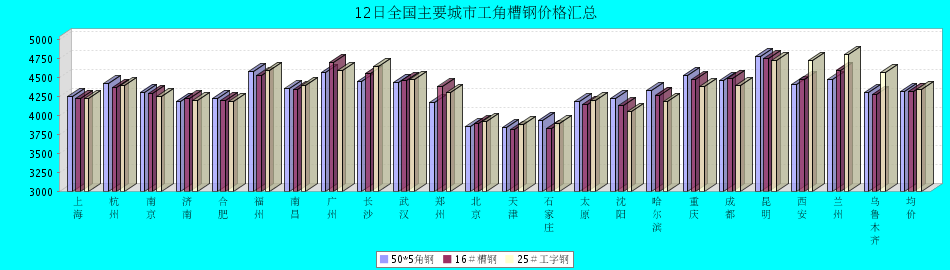 12日全国主要城市工角槽钢价格汇总
5000
4750
4500
4250
4000
3750
3500
3250
3000
上海
杭州
南京
济南
合肥
福州
南昌
广州
长沙
武汉
郑州
北京
天津
石家庄
太原
沈阳
哈尔滨
重庆
成都
昆明
西安
兰州
乌鲁木齐
均价
50*5角钢
16#槽钢
25#工字钢